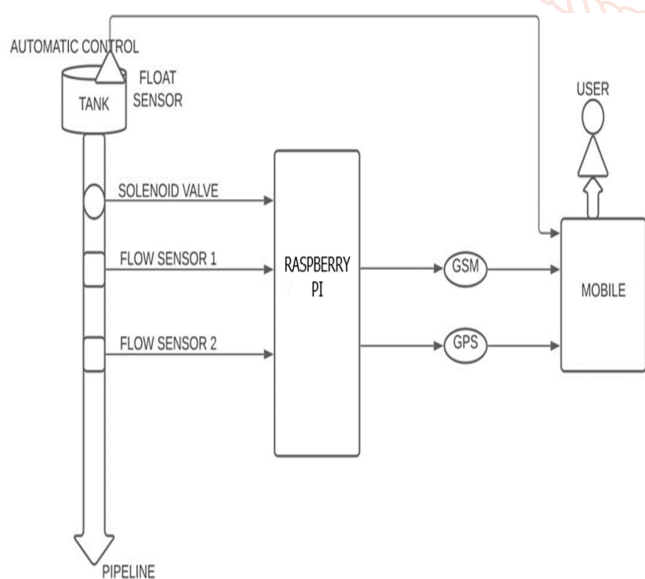 AUTOMATIC CONTROL
FLOAT
SENSOR
TANK
USER
SOLENOID VALVE
FLOW SENSOR 1
RASPBERRY
PI
GSM
MOBILE
FLOW SENSOR 2
GPS
PIPELINE